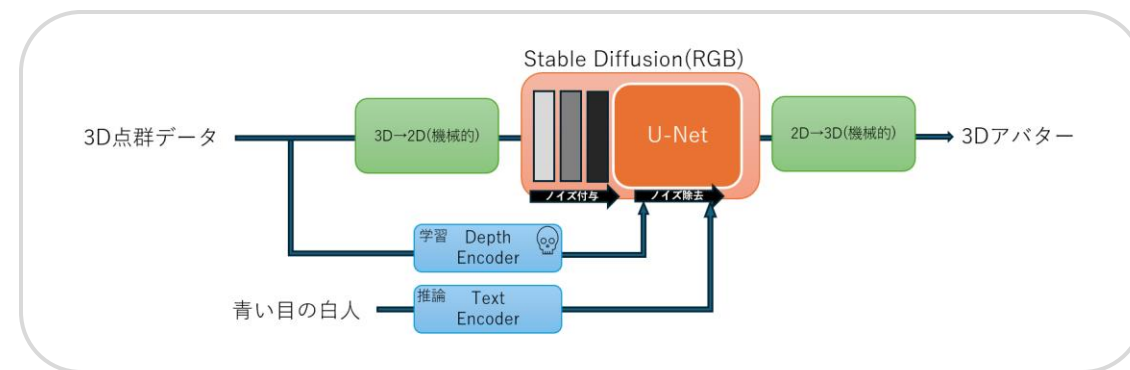 Stable Diffusion(RGB)
3D点群データ
3D→2D(機械的)
U-Net
2D→3D(機械的)
3Dアバター
ノイズ付与
ノイズ除去
学習
Depth
Encoder
青い目の白人
推論
Text
Encoder